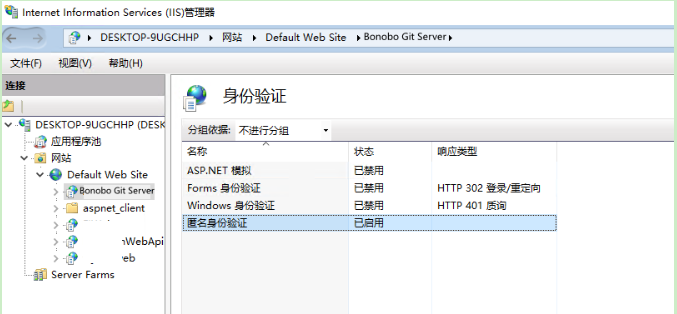 Internet Information Services (IIS)管理器
DESKTOP-9UGCHHP ▸ 网站 ▸ Default Web Site ▸ Bonobo Git Server ▸
文件(F) 视图(V) 帮助(H)
连接
DESKTOP-9UGCHHP (DESK
应用程序池
网站
Default Web Site
Bonobo Git Server
aspnet_client
nWebApi
web
Server Farms
身份验证
分组依据: 不进行分组
名称 状态 响应类型
ASP.NET 模拟 已禁用
Forms 身份验证 已禁用 HTTP 302 登录/重定向
Windows 身份验证 已禁用 HTTP 401 质询
匿名身份验证 已启用